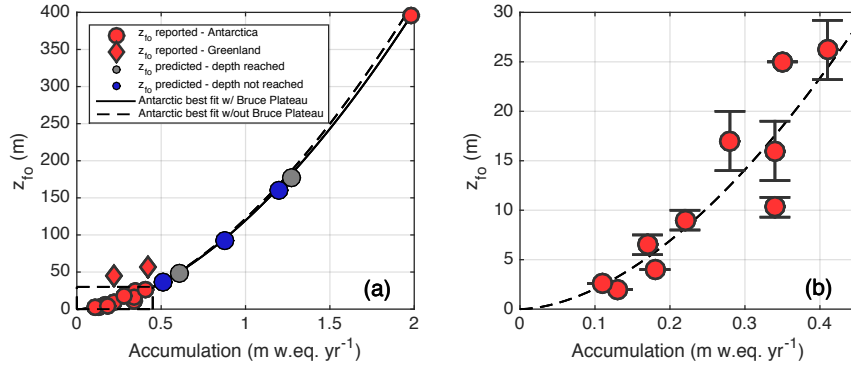 400
350
300
250
200
150
100
50
0
z_fo (m)
z_fo reported - Antarctica
z_fo reported - Greenland
z_fo predicted - depth reached
z_fo predicted - depth not reached
Antarctic best fit w/ Bruce Plateau
Antarctic best fit w/out Bruce Plateau
(a)
0 0.5 1 1.5 2
Accumulation (m w.eq. yr⁻¹)
30
25
20
15
10
5
0
z_fo (m)
(b)
0 0.1 0.2 0.3 0.4
Accumulation (m w.eq. yr⁻¹)